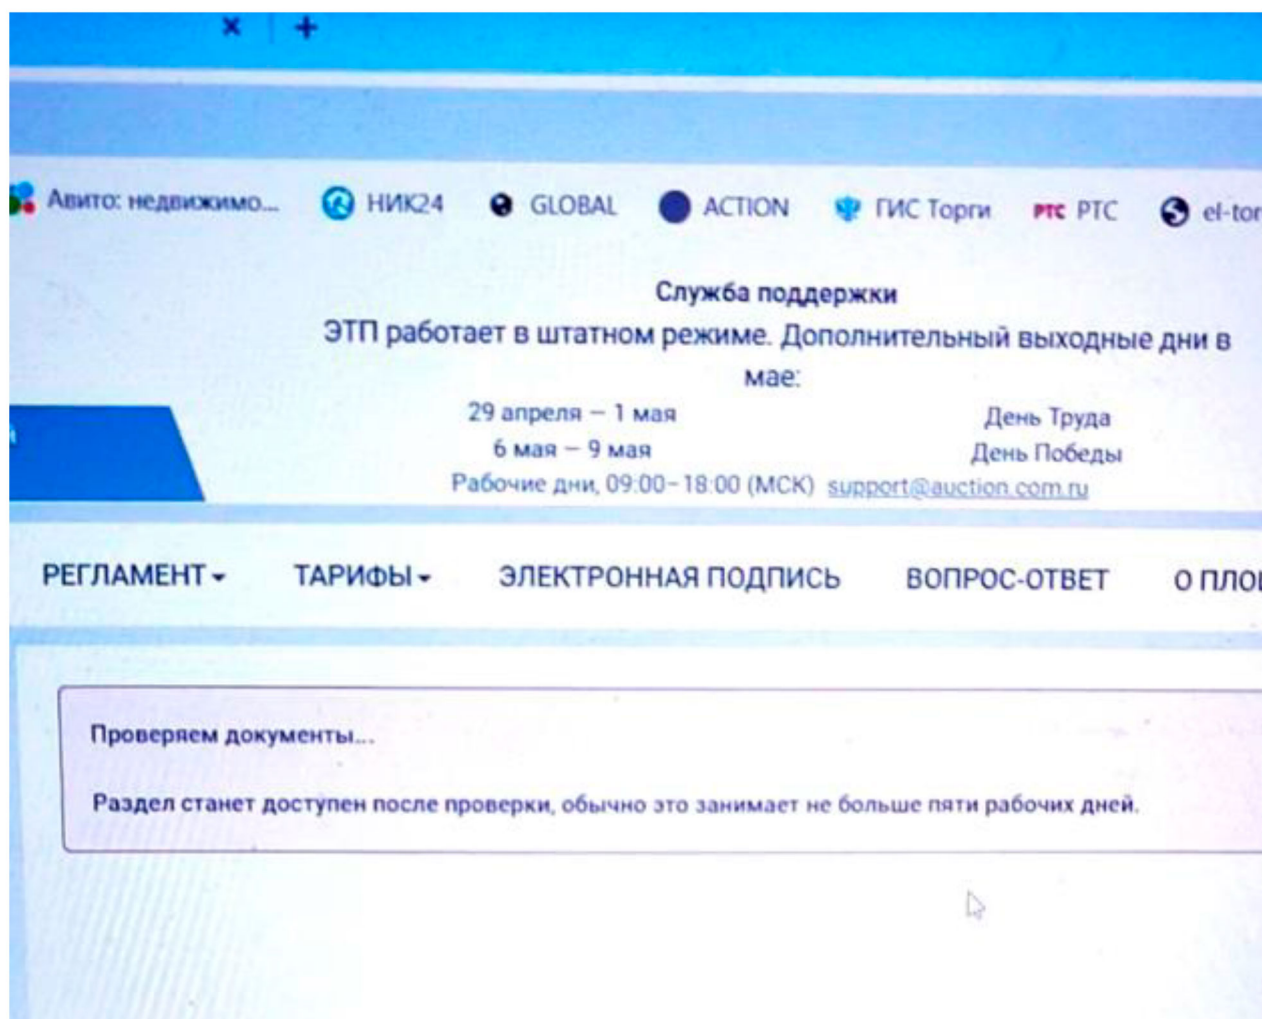 Авито: недвижимо... НИК24 GLOBAL ACTION ГИС Торги РТС РТС el-tor
Служба поддержки
ЭТП работает в штатном режиме. Дополнительный выходные дни в
мае:
29 апреля – 1 мая День Труда
6 мая – 9 мая День Победы
Рабочие дни, 09:00–18:00 (МСК) support@auction.com.ru
РЕГЛАМЕНТ ТАРИФЫ ЭЛЕКТРОННАЯ ПОДПИСЬ ВОПРОС-ОТВЕТ О ПЛО
Проверяем документы...
Раздел станет доступен после проверки, обычно это занимает не больше пяти рабочих дней.